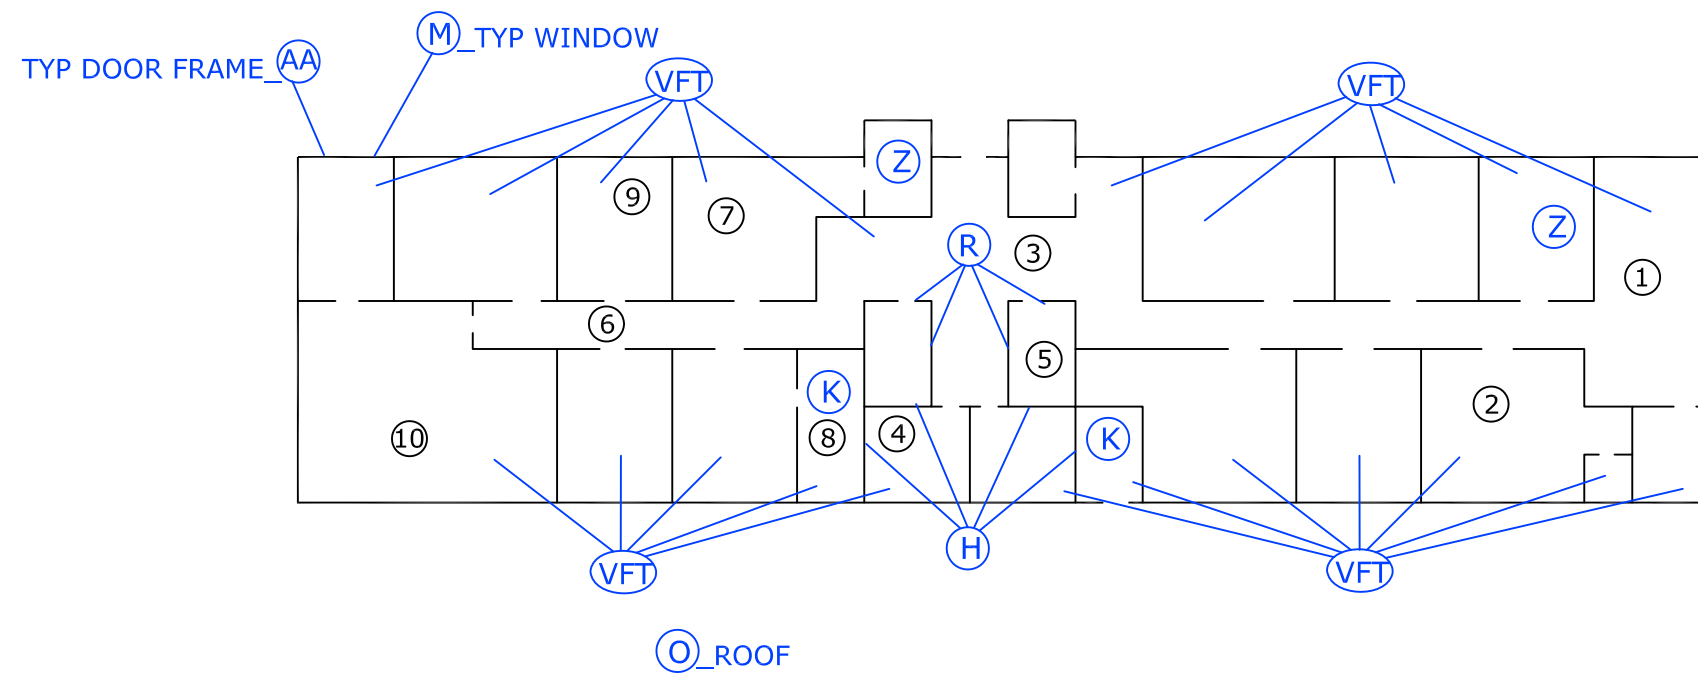 M_TYP WINDOW
TYP DOOR FRAME_AA
VFT
VFT
Z
9
7
Z
R
3
1
6
5
K
2
10
8
4
K
H
VFT
VFT
O_ROOF